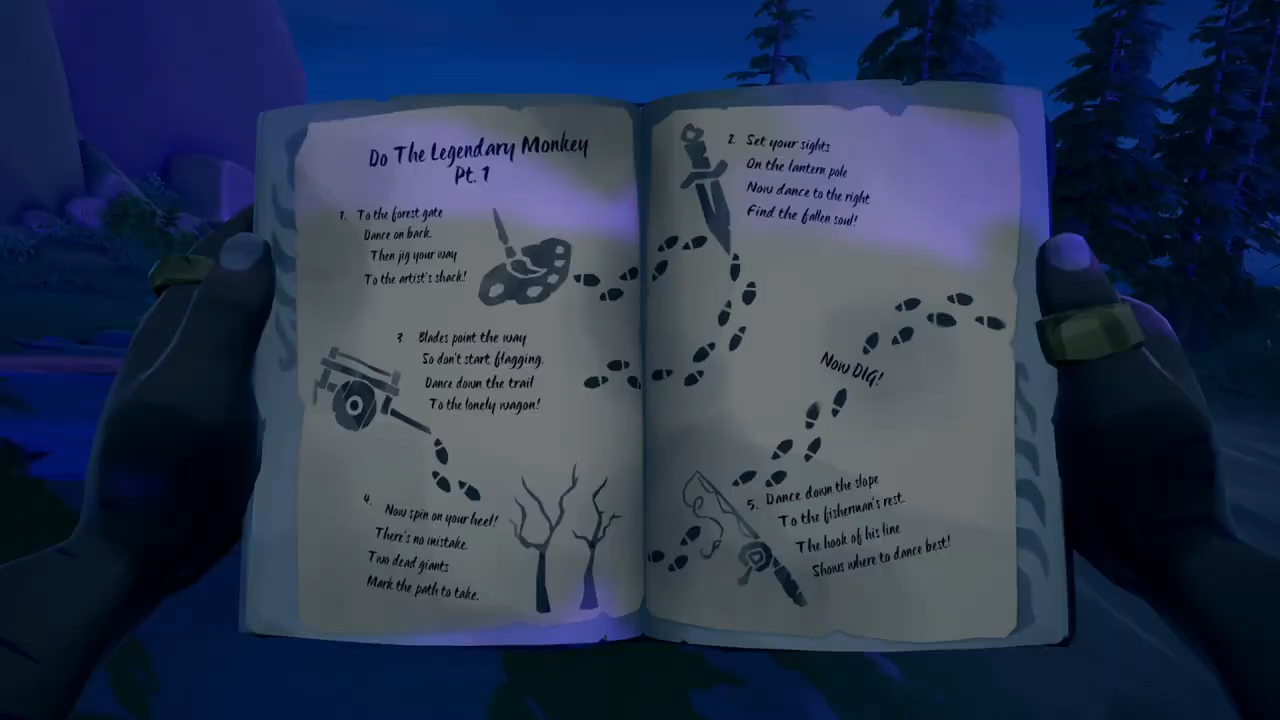 Do The Legendary Monkey
Pt. 1
1. To the forest gate
Dance on back.
Then jig your way
To the artist's shack!
2. Set your sights
On the lantern pole
Now dance to the right
Find the fallen soul!
3. Blades point the way
So don't start flagging.
Dance down the trail
To the lonely wagon!
4. Now spin on your heel!
There's no mistake.
Two dead giants
Mark the path to take.
5. Dance down the slope
To the fisherman's rest.
The hook of his line
Shows where to dance best!
Now DIG!